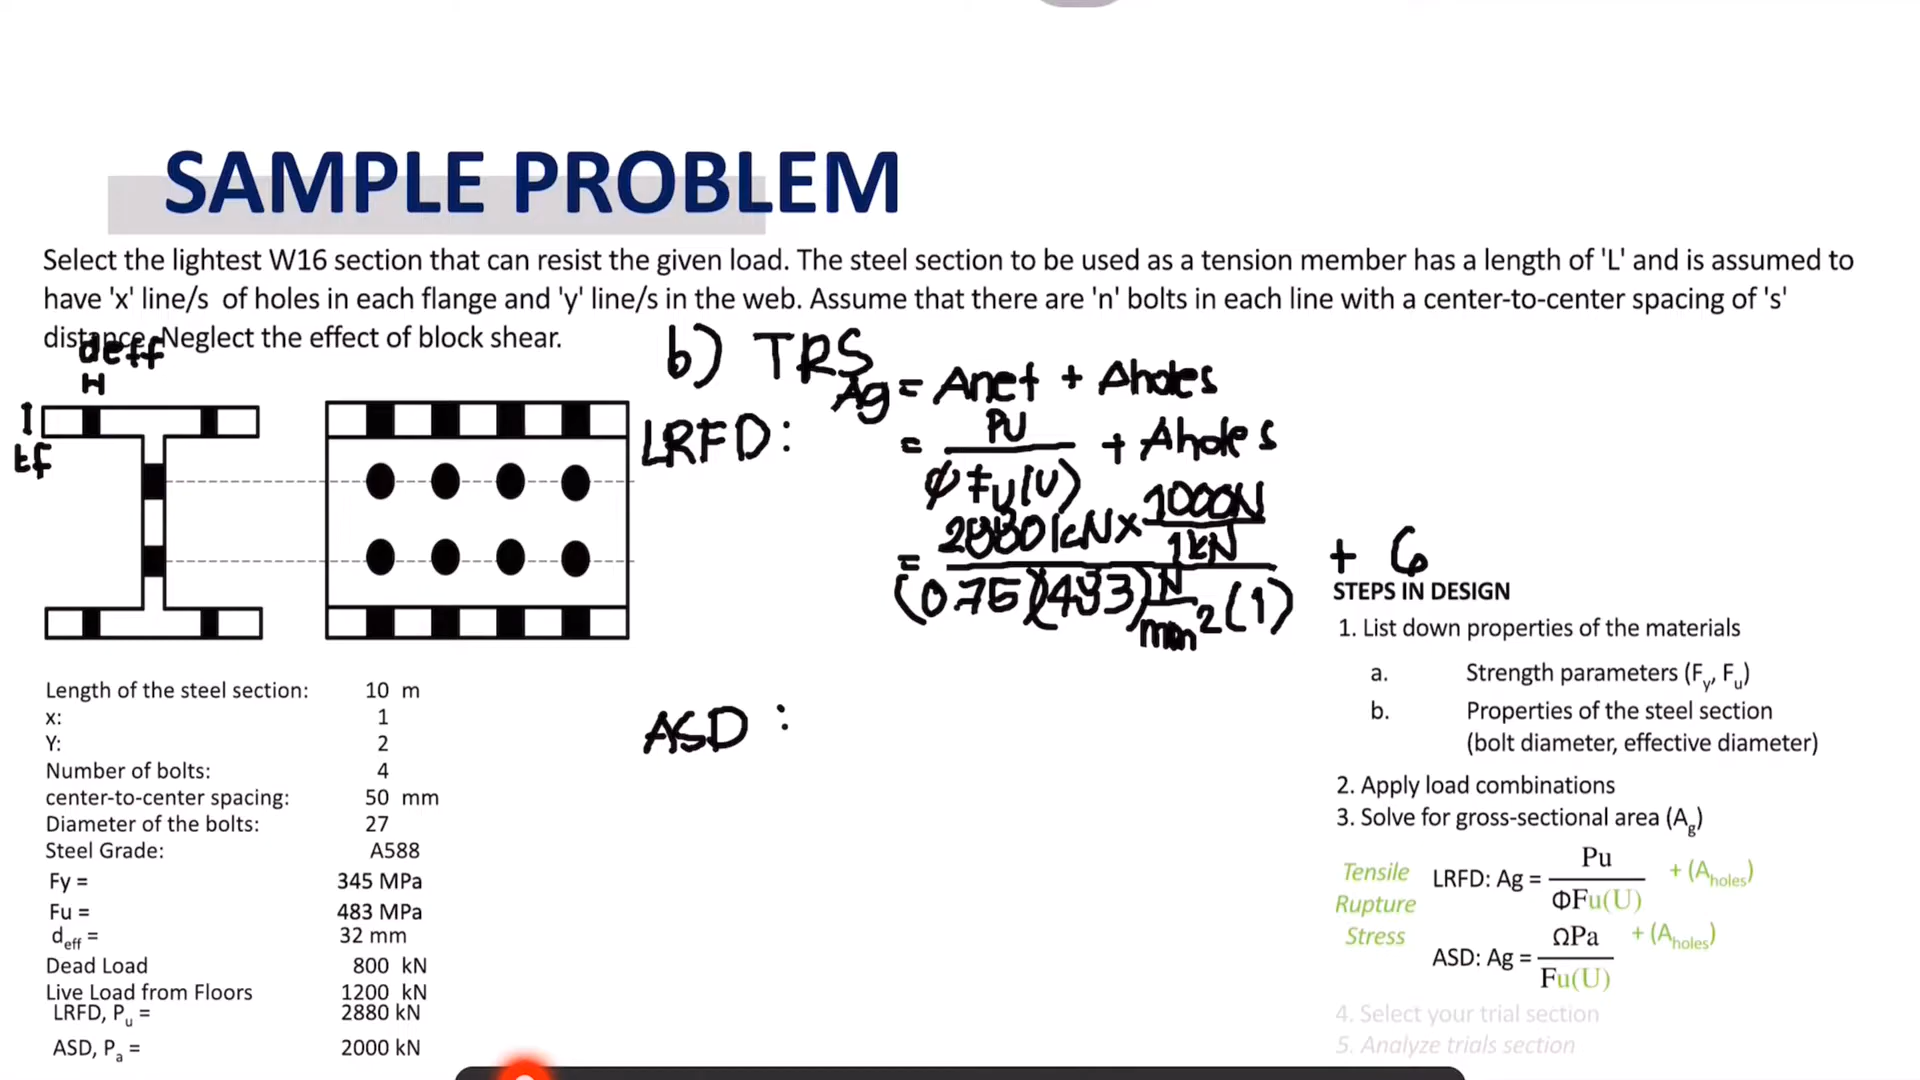 SAMPLE PROBLEM
Select the lightest W16 section that can resist the given load. The steel section to be used as a tension member has a length of 'L' and is assumed to
have 'x' line/s of holes in each flange and 'y' line/s in the web. Assume that there are 'n' bolts in each line with a center-to-center spacing of 's'
distance. Neglect the effect of block shear.
deff
tf
b) TRS
Ag = Anet + Aholes
LRFD:
= Pu / ϕFu(U) + Aholes
= 2880kN x 1000N / 1kN / (0.75)(483) N / mm2 (1) + 6
ASD :
Length of the steel section: 10 m
x: 1
Y: 2
Number of bolts: 4
center-to-center spacing: 50 mm
Diameter of the bolts: 27
Steel Grade: A588
Fy = 345 MPa
Fu = 483 MPa
deff = 32 mm
Dead Load 800 kN
Live Load from Floors 1200 kN
LRFD, Pu = 2880 kN
ASD, Pa = 2000 kN
STEPS IN DESIGN
1. List down properties of the materials
a. Strength parameters (Fy, Fu)
b. Properties of the steel section
(bolt diameter, effective diameter)
2. Apply load combinations
3. Solve for gross-sectional area (Ag)
Tensile
Rupture
Stress
LRFD: Ag = Pu / ΦFu(U) + (Aholes)
ASD: Ag = ΩPa / Fu(U) + (Aholes)
4. Select your trial section
5. Analyze trials section